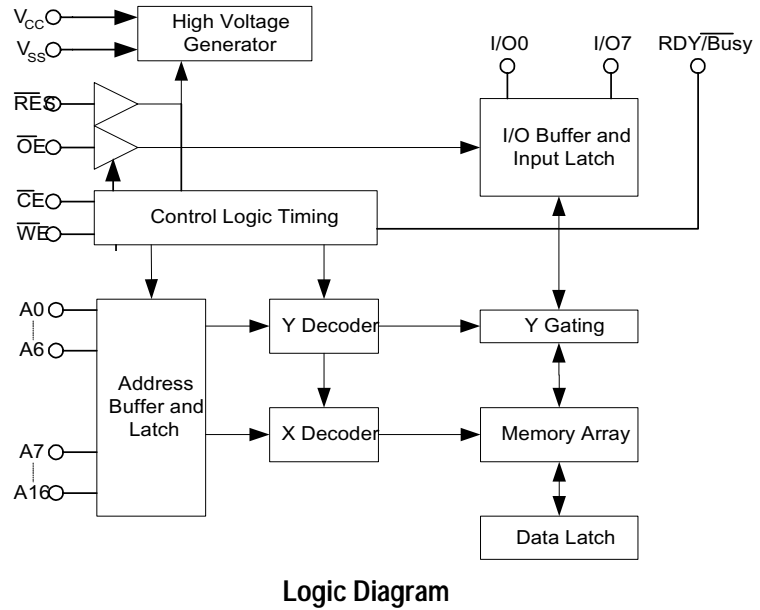 VCC
High Voltage
Generator
VSS
I/O0
I/O7
RDY/Busy
RES
OE
I/O Buffer and
Input Latch
CE
WE
Control Logic Timing
A0
A6
A7
A16
Address
Buffer and
Latch
Y Decoder
X Decoder
Y Gating
Memory Array
Data Latch
Logic Diagram